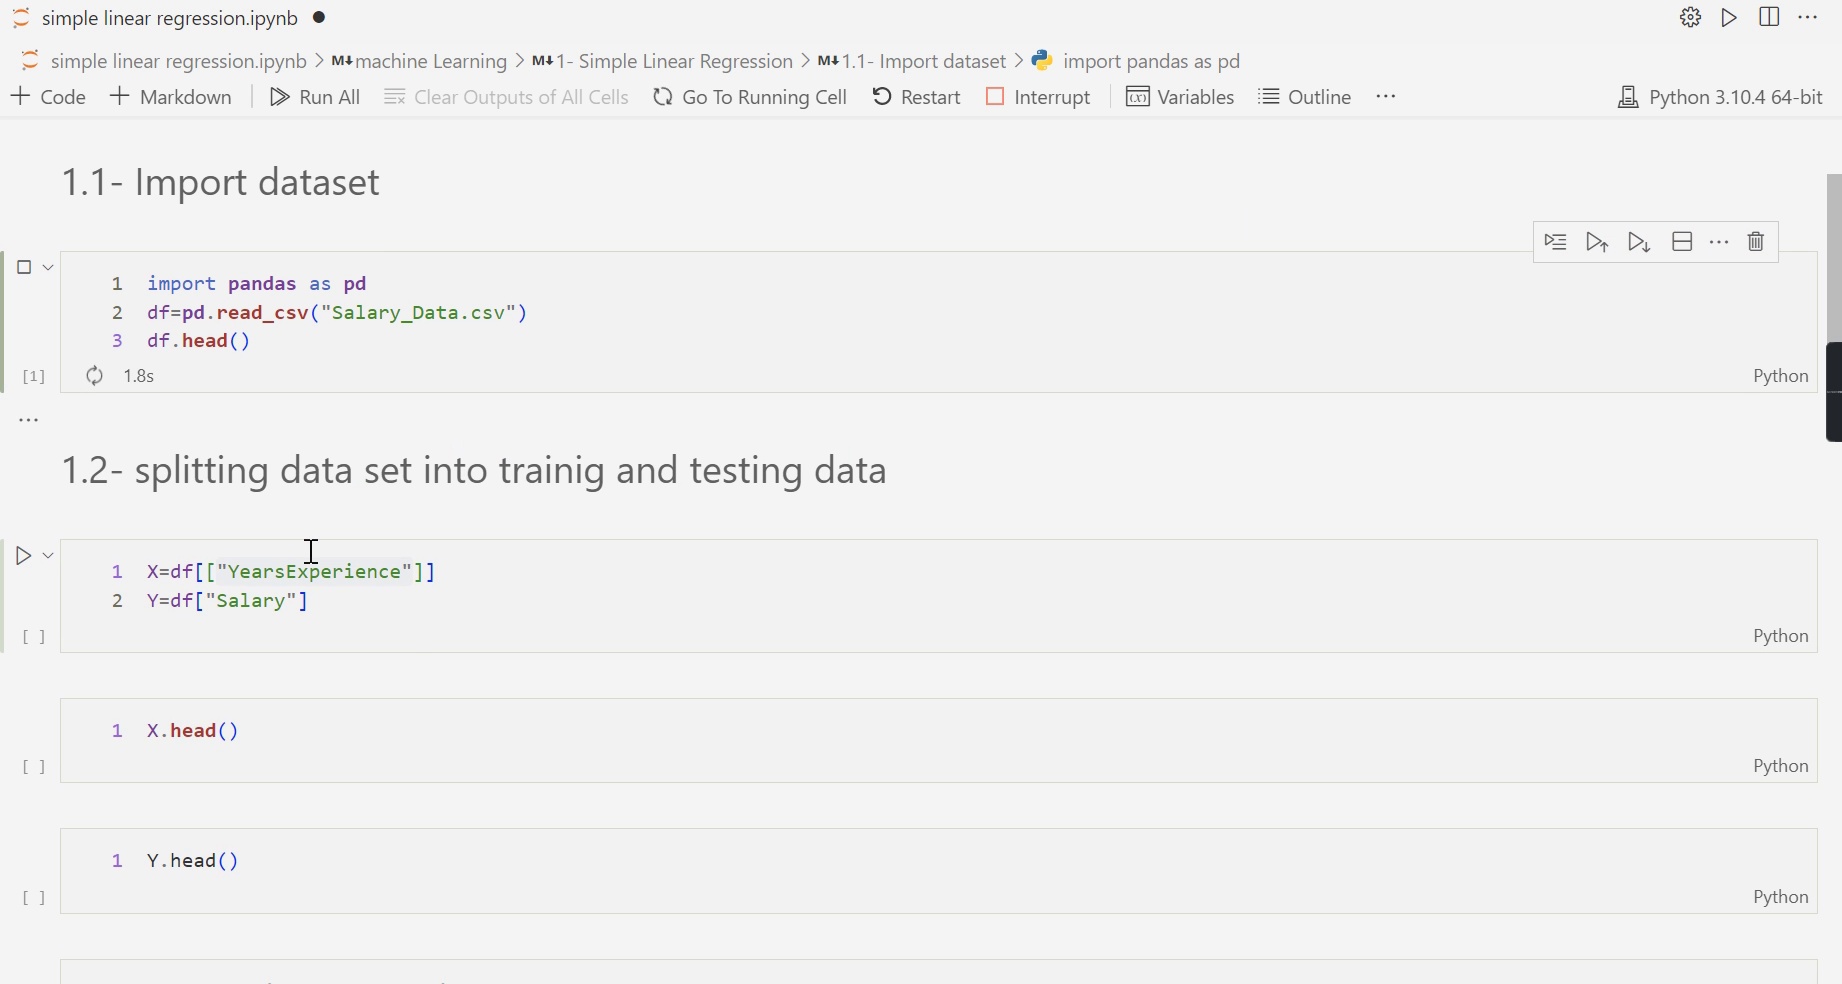 simple linear regression.ipynb
simple linear regression.ipynb > M↓machine Learning > M↓1- Simple Linear Regression > M↓1.1- Import dataset > import pandas as pd
+ Code + Markdown Run All Clear Outputs of All Cells Go To Running Cell Restart Interrupt (x) Variables Outline ... Python 3.10.4 64-bit
1.1- Import dataset
1 import pandas as pd
2 df=pd.read_csv("Salary_Data.csv")
3 df.head()
[1] 1.8s Python
...
1.2- splitting data set into trainig and testing data
1 X=df[["YearsExperience"]]
2 Y=df["Salary"]
[ ] Python
1 X.head()
[ ] Python
1 Y.head()
[ ] Python